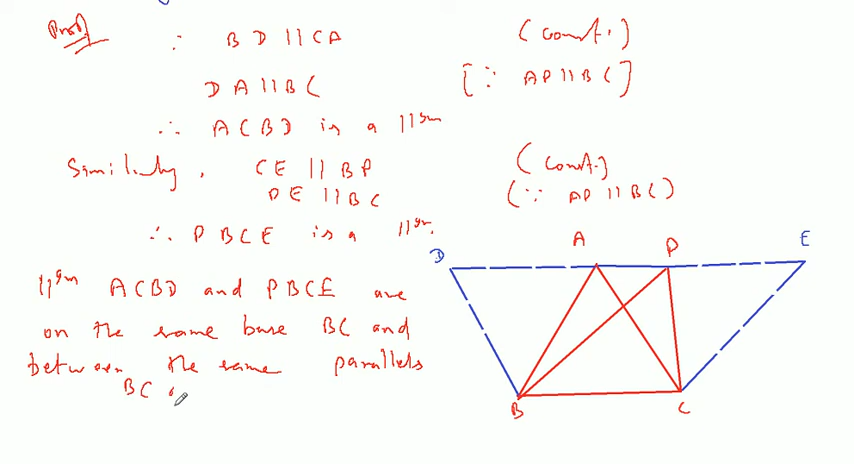 Proof
∵ BD || CA (const.)
DA || BC [∵ AP || BC]
∴ ACBD is a ||gm
Similarly, CE || BP (const.)
PE || BC (∵ AP || BC)
∴ PBCE is a ||gm.
||gm ACBD and PBCE are
on the same base BC and
between the same parallels
BC
D A P E
B C